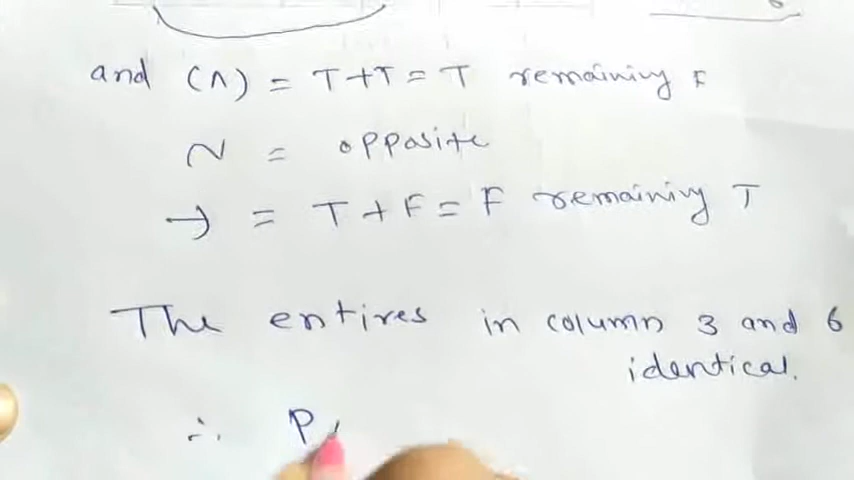 and (∧) = T+T = T remaining F
~ = opposite
→ = T + F = F remaining T
The entires in column 3 and 6
identical.
∴ P